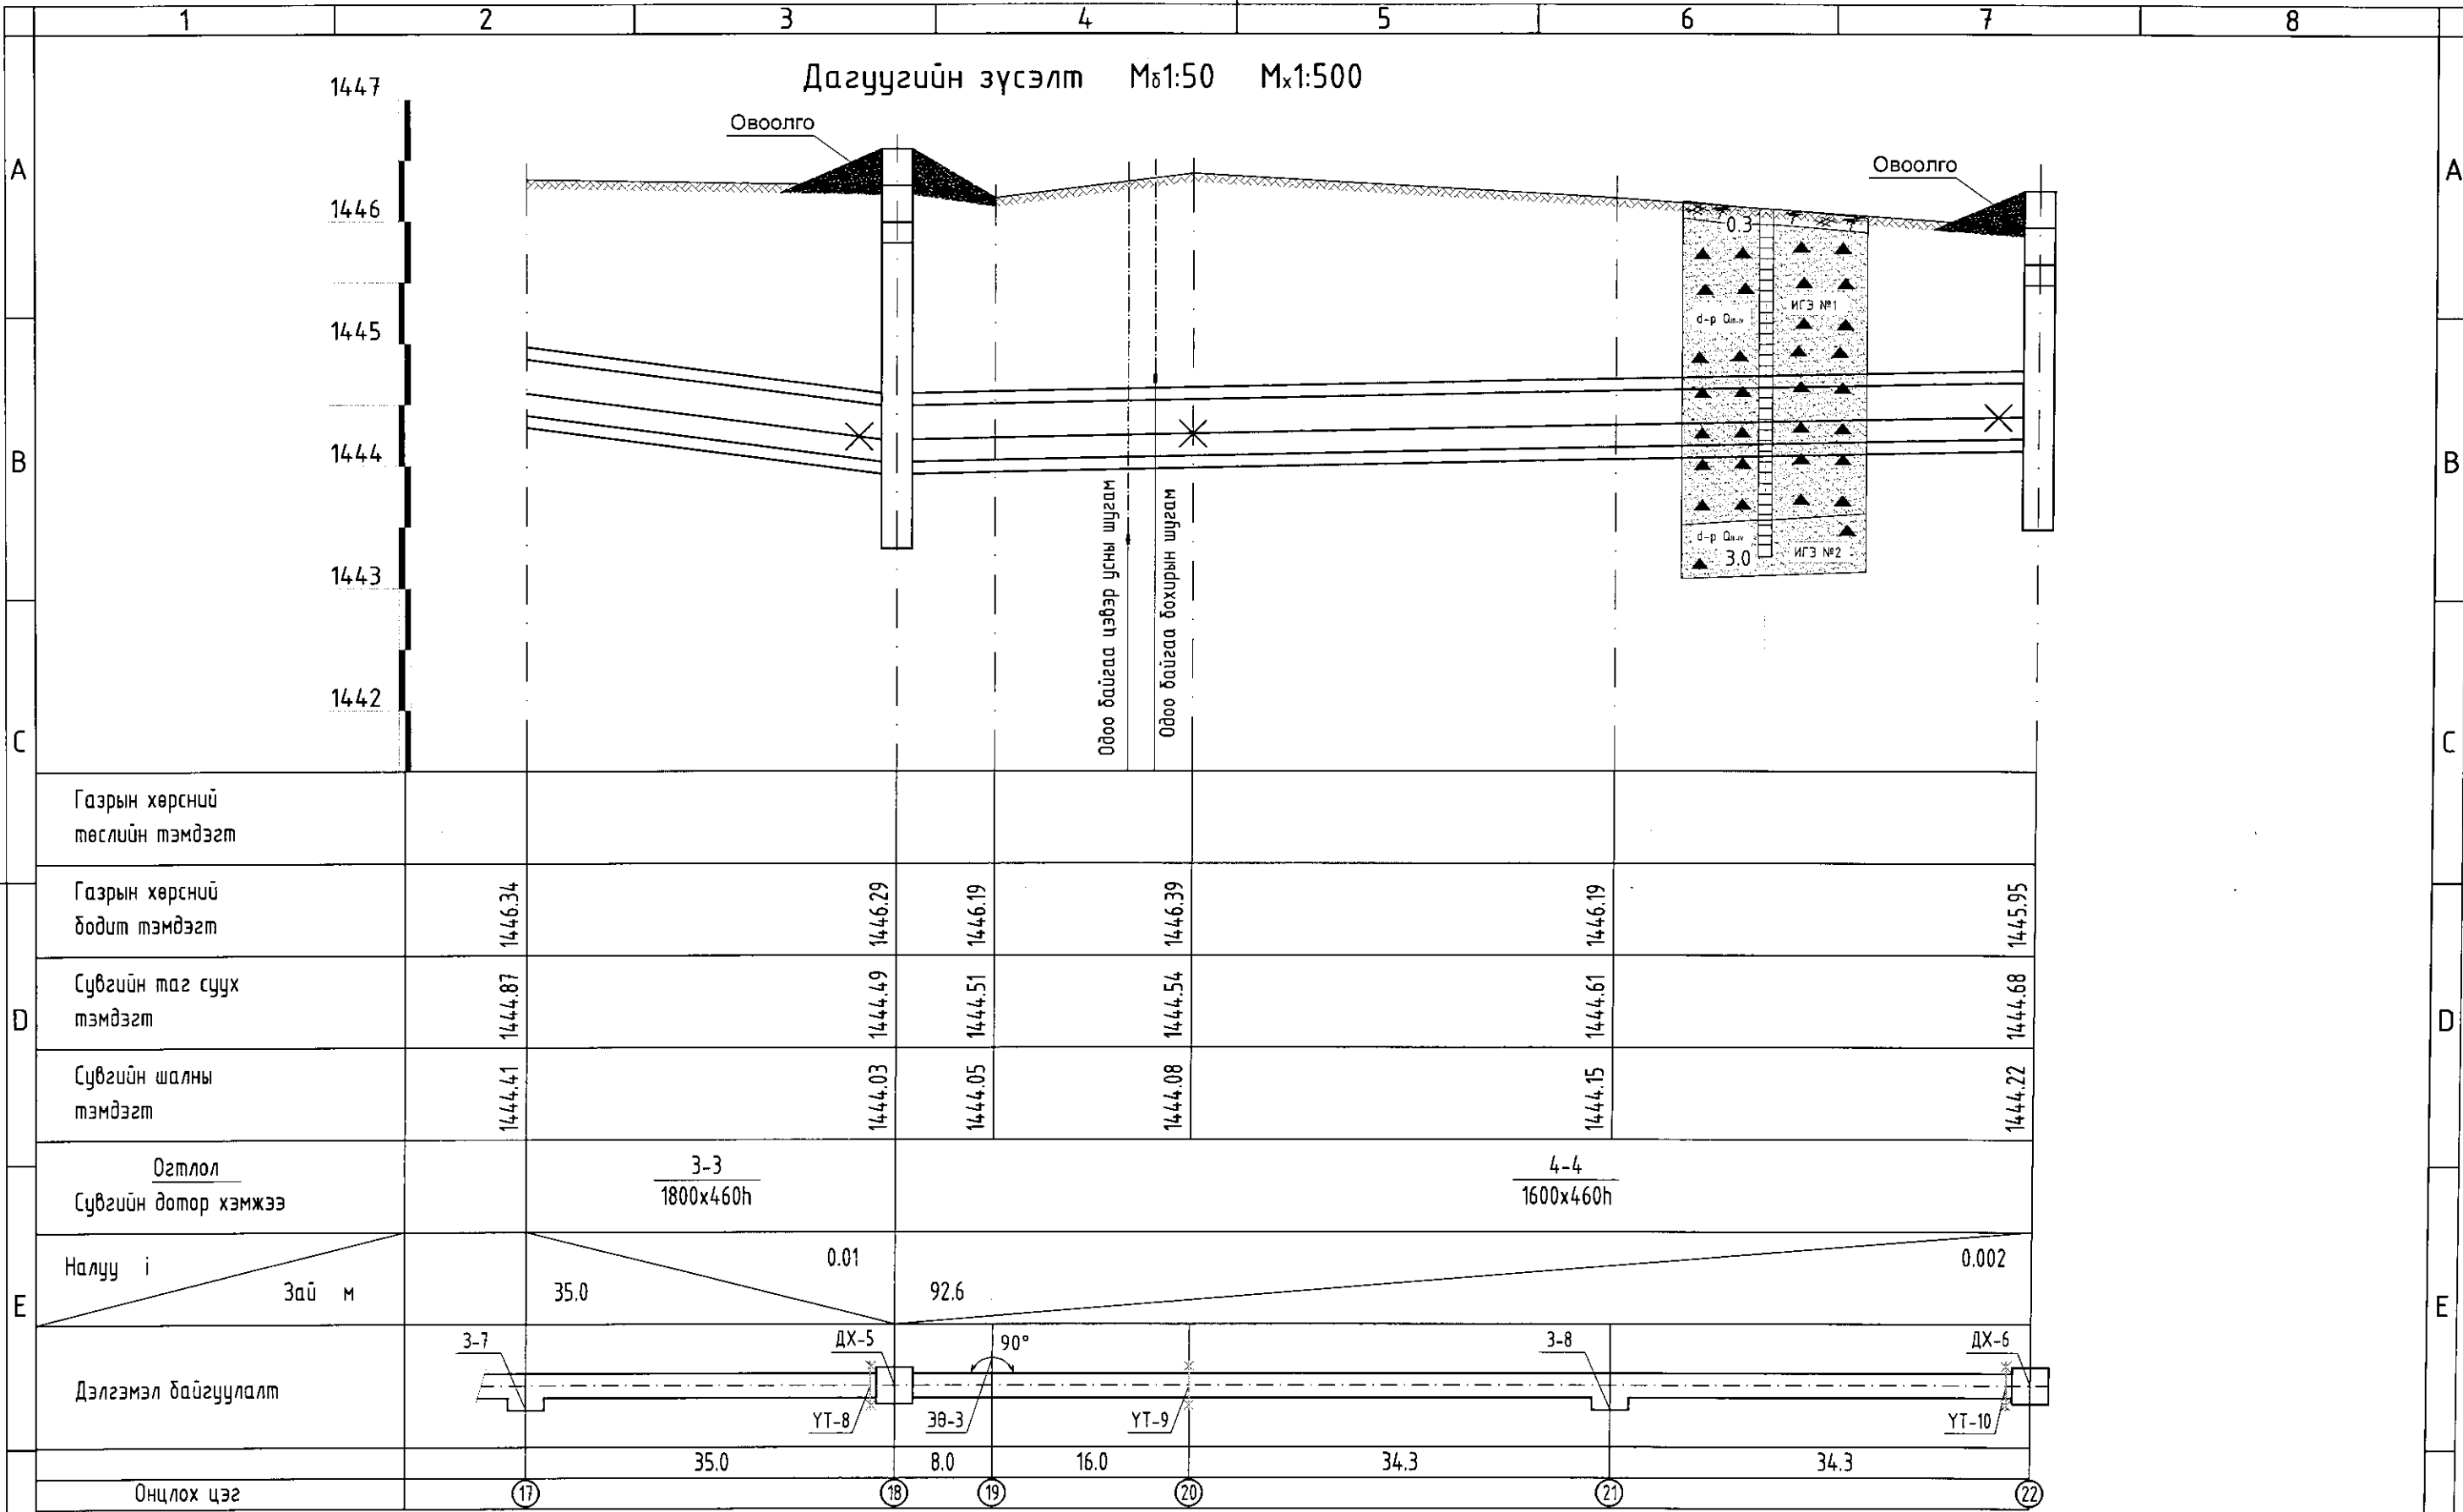 1 2 3 4 5 6 7 8
Дагуугийн зүсэлт Мб1:50 Мх1:500
1447
Овоолго
Овоолго
A A
1446
0.3
ИГЭ №1
1445
B B
1444
ИГЭ №2
3.0
1443
Одоо байгаа цэвэр усны шугам
Одоо байгаа бохирын шугам
1442
C C
Газрын хөрсний
төслийн тэмдэгт
Газрын хөрсний
бодит тэмдэгт
1446.34 1446.29 1446.19 1446.39 1446.19 1445.95
Сувгийн таг суух
тэмдэгт
1444.87 1444.49 1444.51 1444.54 1444.61 1444.68
D D
Сувгийн шалны
тэмдэгт
1444.41 1444.03 1444.05 1444.08 1444.15 1444.22
Огтлол
Сувгийн дотор хэмжээ
3-3
1800x460h
4-4
1600x460h
Налуу i
Зай м
0.01
35.0
92.6
0.002
E E
Дэлгэмэл байгуулалт
З-7 ДХ-5 90° З-8 ДХ-6
ҮТ-8 ЭӨ-3 ҮТ-9 ҮТ-10
35.0 8.0 16.0 34.3 34.3
Онцлох цэг
17 18 19 20 21 22